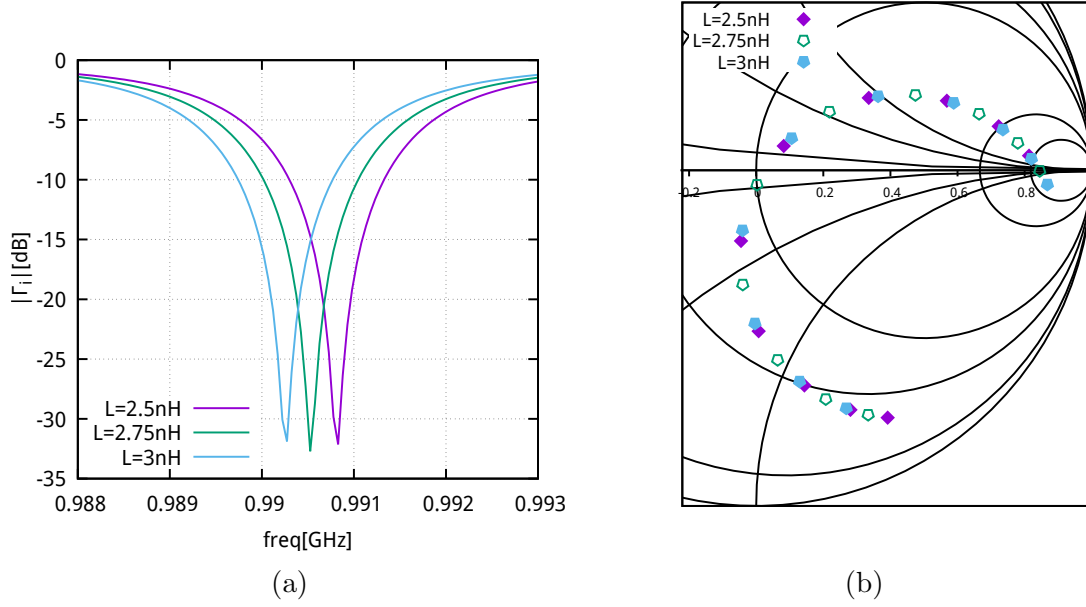 0
-5
-10
-15
-20
-25
-30
-35
|Γi|[dB]
L=2.5nH
L=2.75nH
L=3nH
0.988 0.989 0.99 0.991 0.992 0.993
freq[GHz]
(a)
L=2.5nH
L=2.75nH
L=3nH
-0.2 0 0.2 0.4 0.6 0.8
(b)